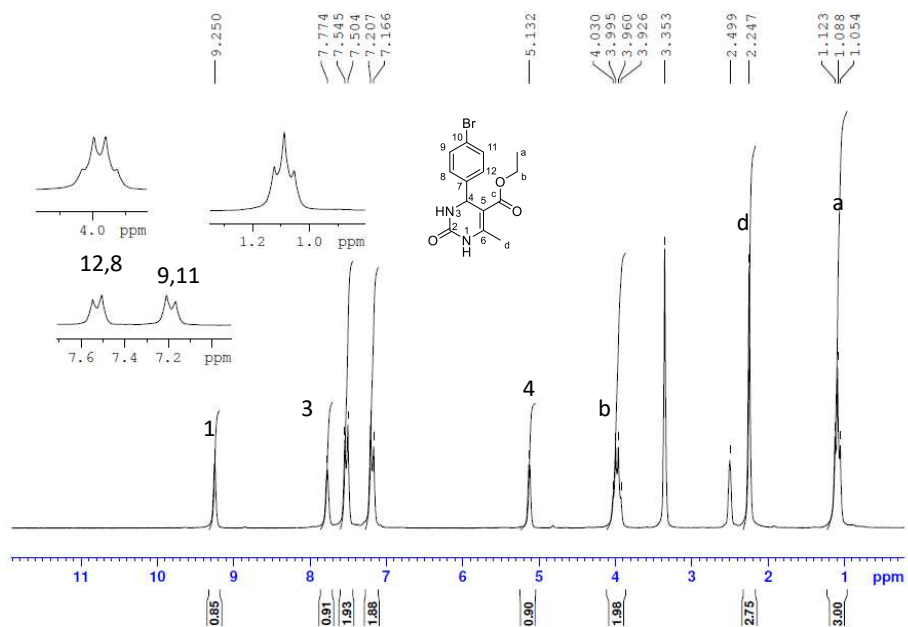 9.250
7.774
7.545
7.504
7.207
7.166
5.132
4.030
3.995
3.960
3.926
3.353
2.499
2.247
1.123
1.088
1.054
Br
10
9
11
a
8
12
O
b
7
4
5
c
HN
3
O
2
1
6
O
N
H
d
4.0 ppm
1.2 1.0 ppm
12,8 9,11
7.6 7.4 7.2 ppm
1
3
4
b
d
a
11 10 9 8 7 6 5 4 3 2 1 ppm
0.85
0.91
1.93
1.88
0.90
1.98
2.75
3.00